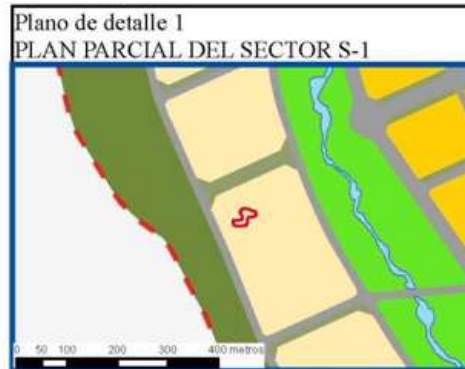 Plano de detalle 1
PLAN PARCIAL DEL SECTOR S-1
0 50 100 200 300 400 metros